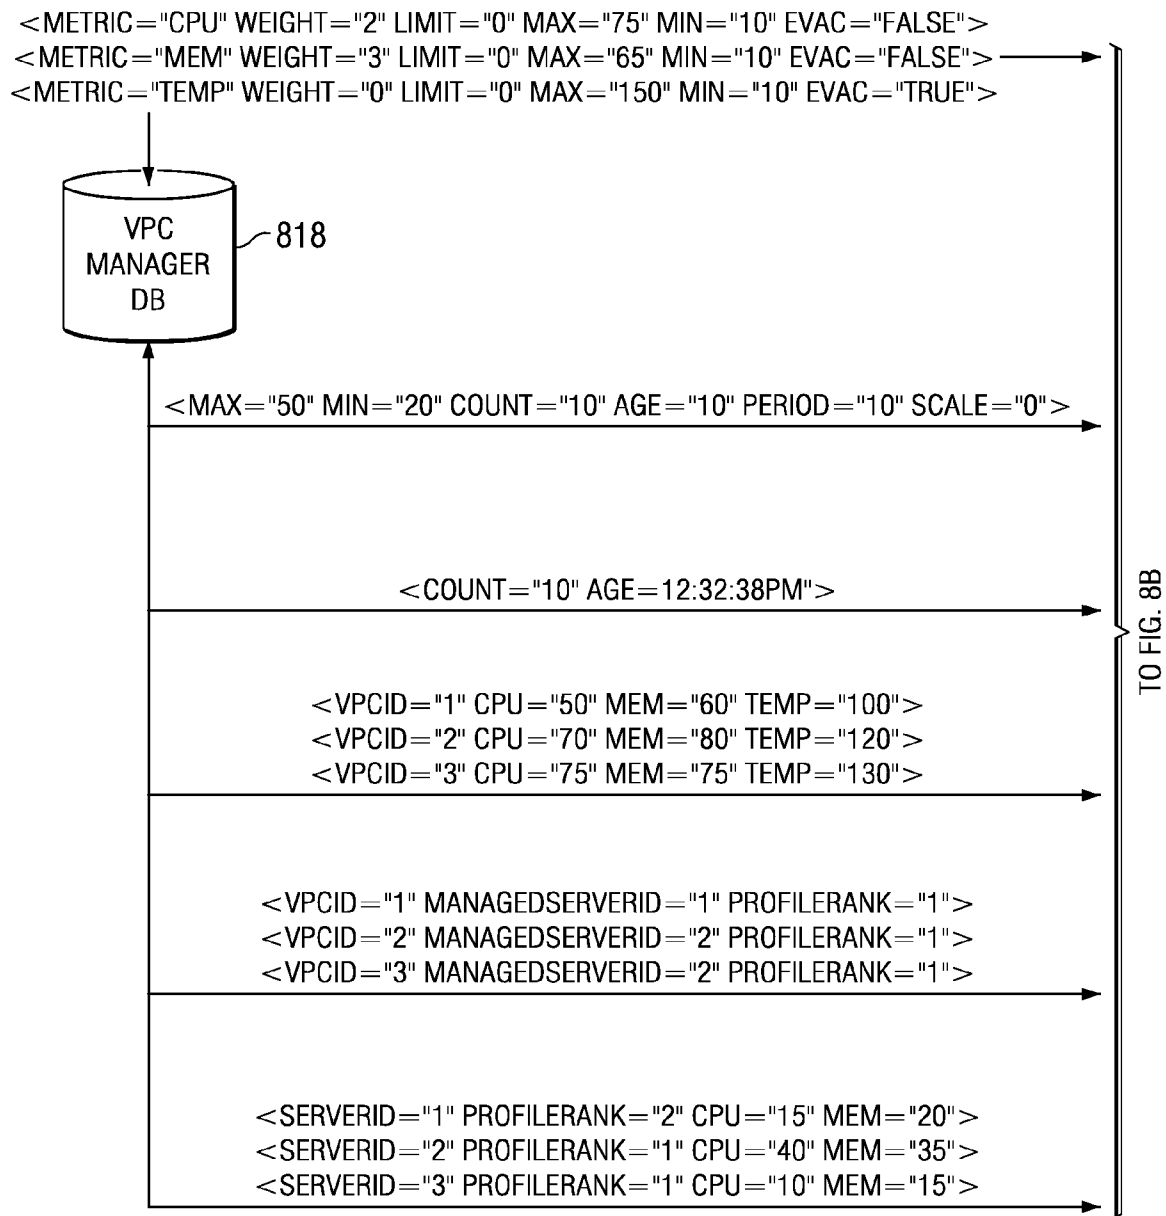 <METRIC="CPU" WEIGHT="2" LIMIT="0" MAX="75" MIN="10" EVAC="FALSE">
<METRIC="MEM" WEIGHT="3" LIMIT="0" MAX="65" MIN="10" EVAC="FALSE">
<METRIC="TEMP" WEIGHT="0" LIMIT="0" MAX="150" MIN="10" EVAC="TRUE">
VPC
MANAGER
DB
818
<MAX="50" MIN="20" COUNT="10" AGE="10" PERIOD="10" SCALE="0">
<COUNT="10" AGE=12:32:38PM">
<VPCID="1" CPU="50" MEM="60" TEMP="100">
<VPCID="2" CPU="70" MEM="80" TEMP="120">
<VPCID="3" CPU="75" MEM="75" TEMP="130">
<VPCID="1" MANAGEDSERVERID="1" PROFILERANK="1">
<VPCID="2" MANAGEDSERVERID="2" PROFILERANK="1">
<VPCID="3" MANAGEDSERVERID="2" PROFILERANK="1">
<SERVERID="1" PROFILERANK="2" CPU="15" MEM="20">
<SERVERID="2" PROFILERANK="1" CPU="40" MEM="35">
<SERVERID="3" PROFILERANK="1" CPU="10" MEM="15">
TO FIG. 8B